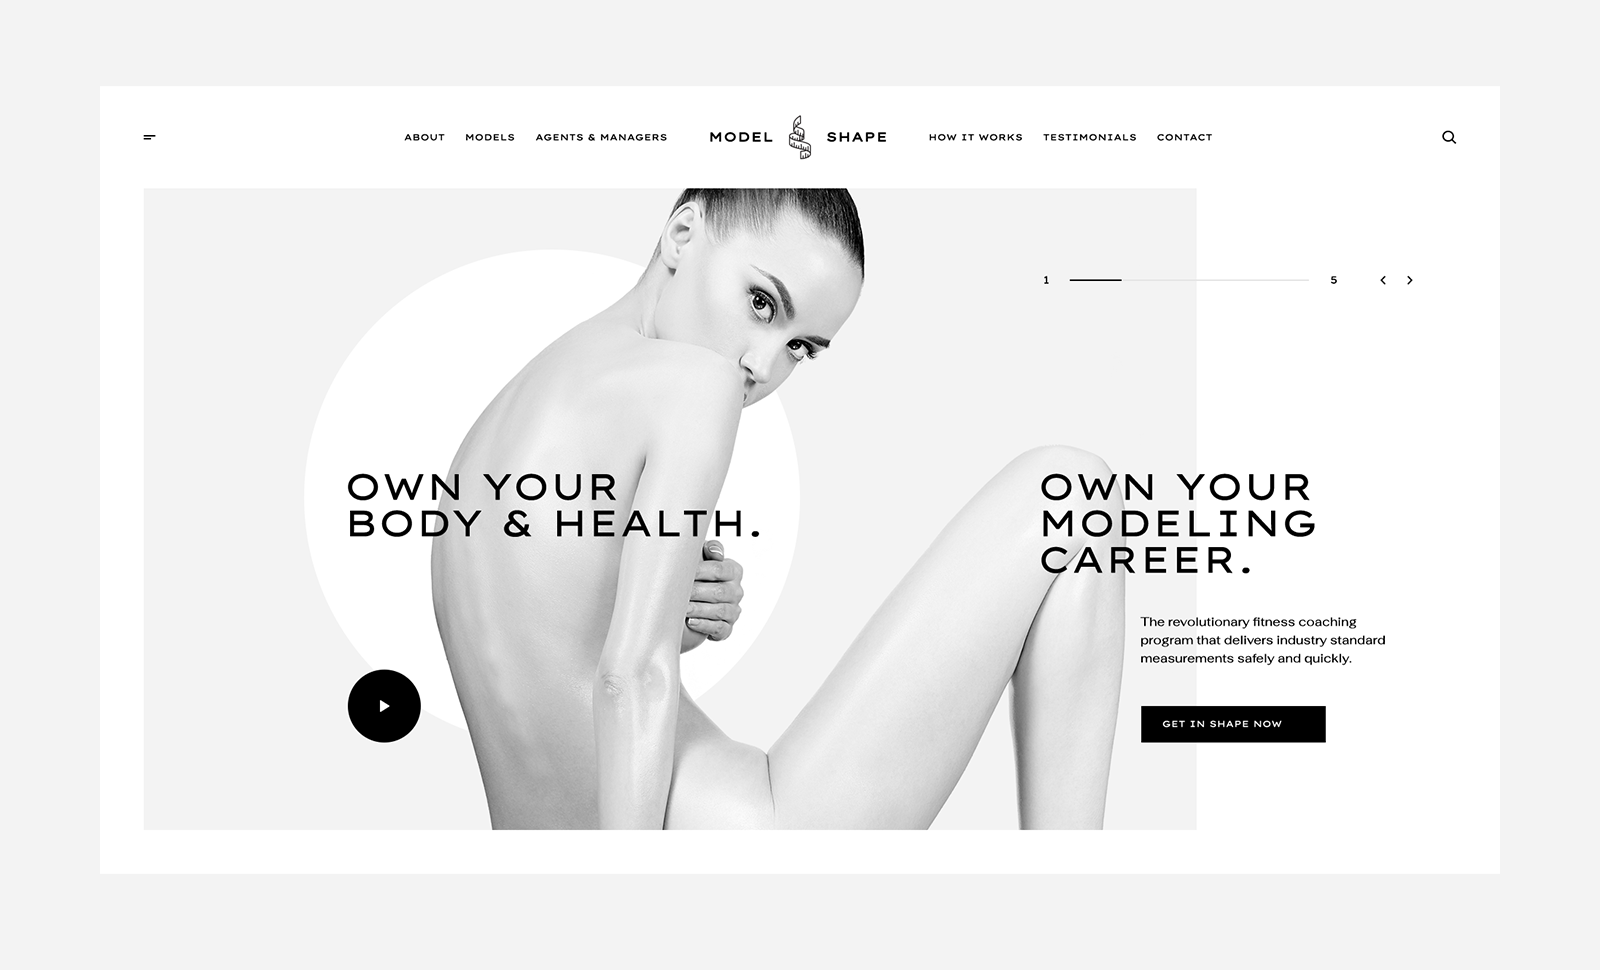 ABOUT MODELS AGENTS & MANAGERS MODEL SHAPE HOW IT WORKS TESTIMONIALS CONTACT
1 5
OWN YOUR
BODY & HEALTH.
OWN YOUR
MODELING
CAREER.
The revolutionary fitness coaching
program that delivers industry standard
measurements safely and quickly.
GET IN SHAPE NOW